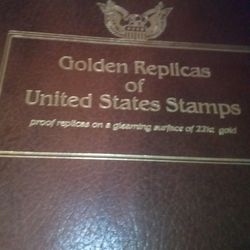 Golden Replicas
of
United States Stamps
proof replicas on a gleaming surface of 22kt. gold